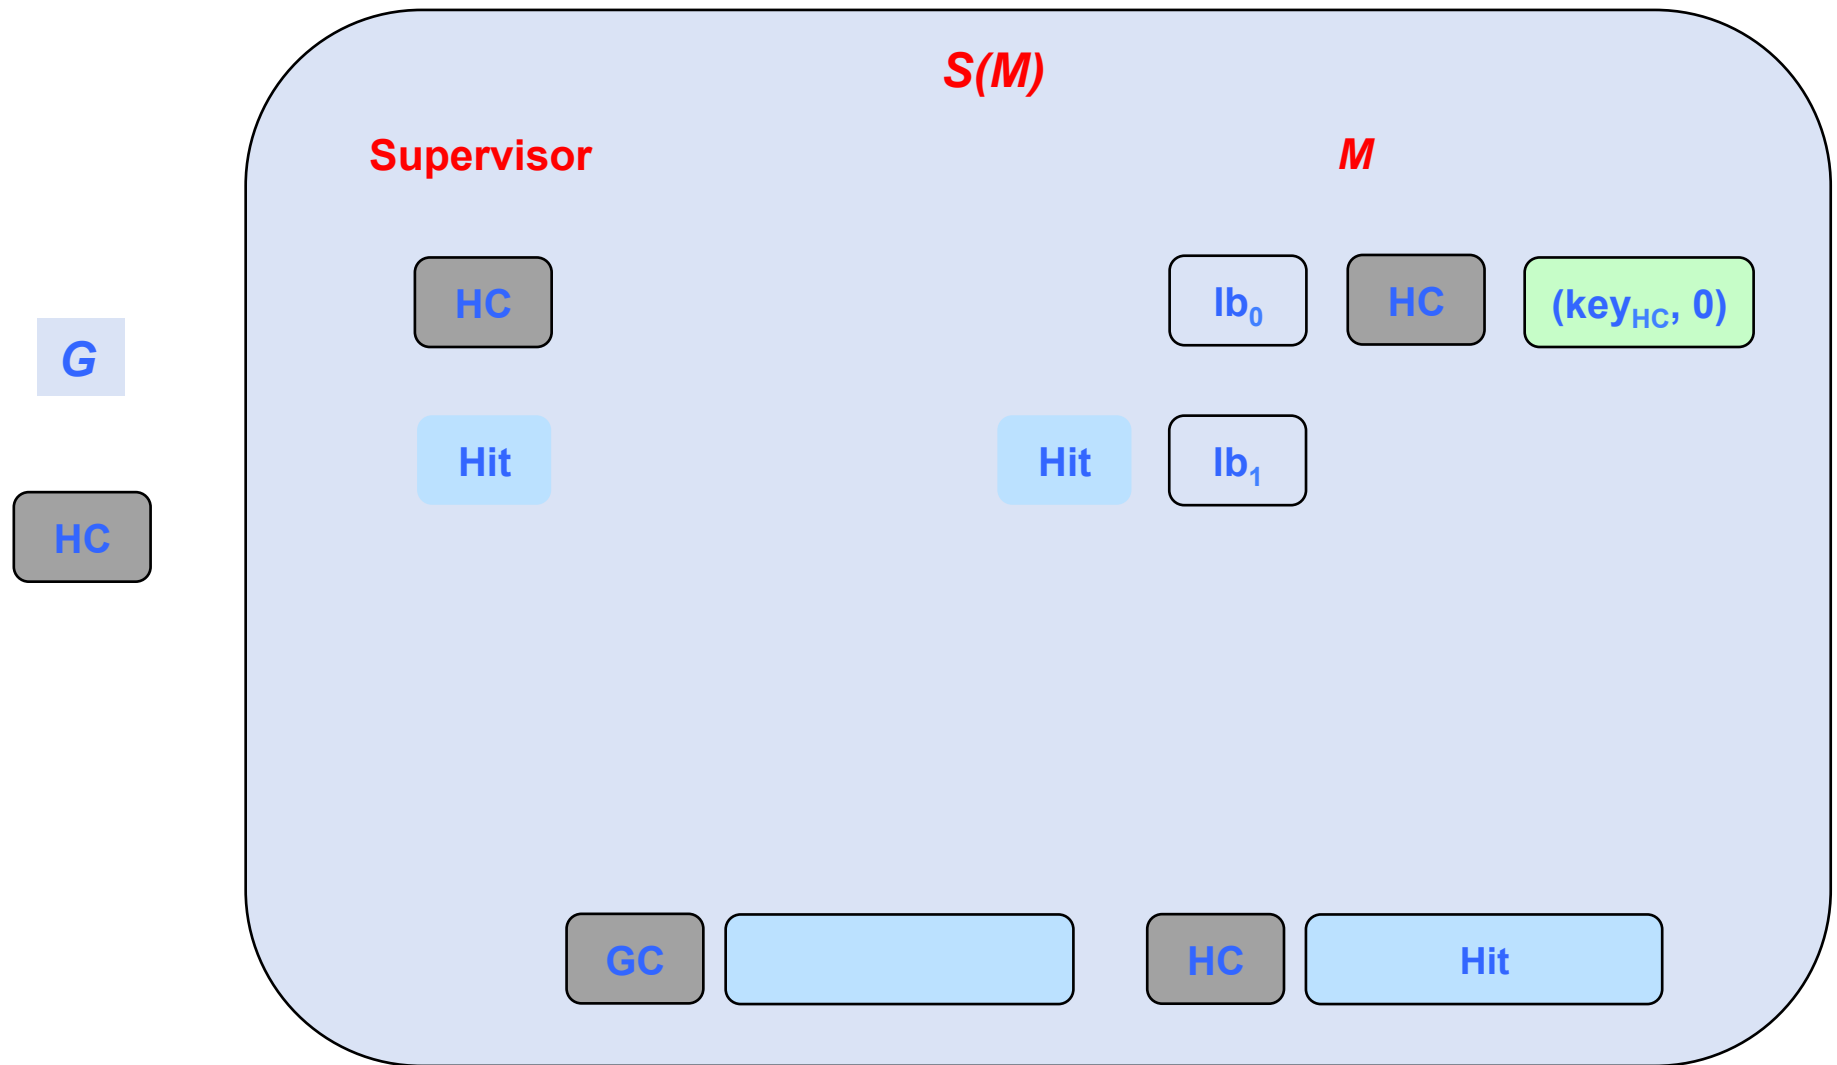 S(M)
Supervisor
M
HC
lb0
HC
(keyHC, 0)
G
Hit
Hit
lb1
HC
GC
HC
Hit